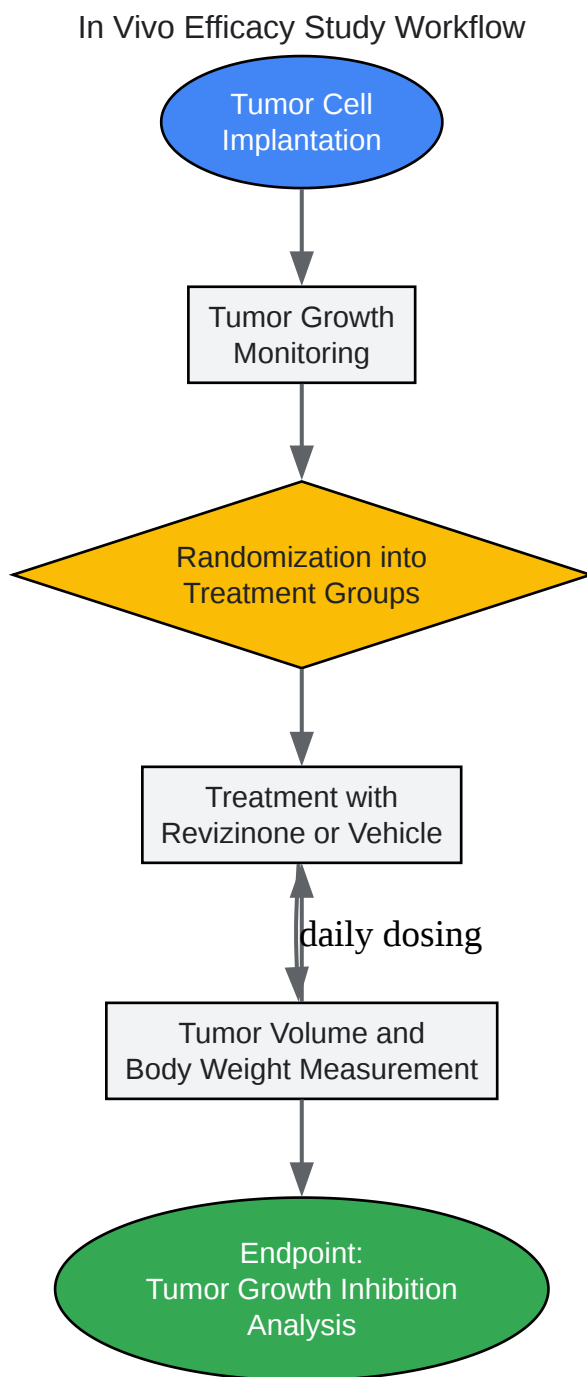 In Vivo Efficacy Study Workflow
Tumor Cell
Implantation
Tumor Growth
Monitoring
Randomization into
Treatment Groups
Treatment with
Revizinone or Vehicle
daily dosing
Tumor Volume and
Body Weight Measurement
Endpoint:
Tumor Growth Inhibition
Analysis